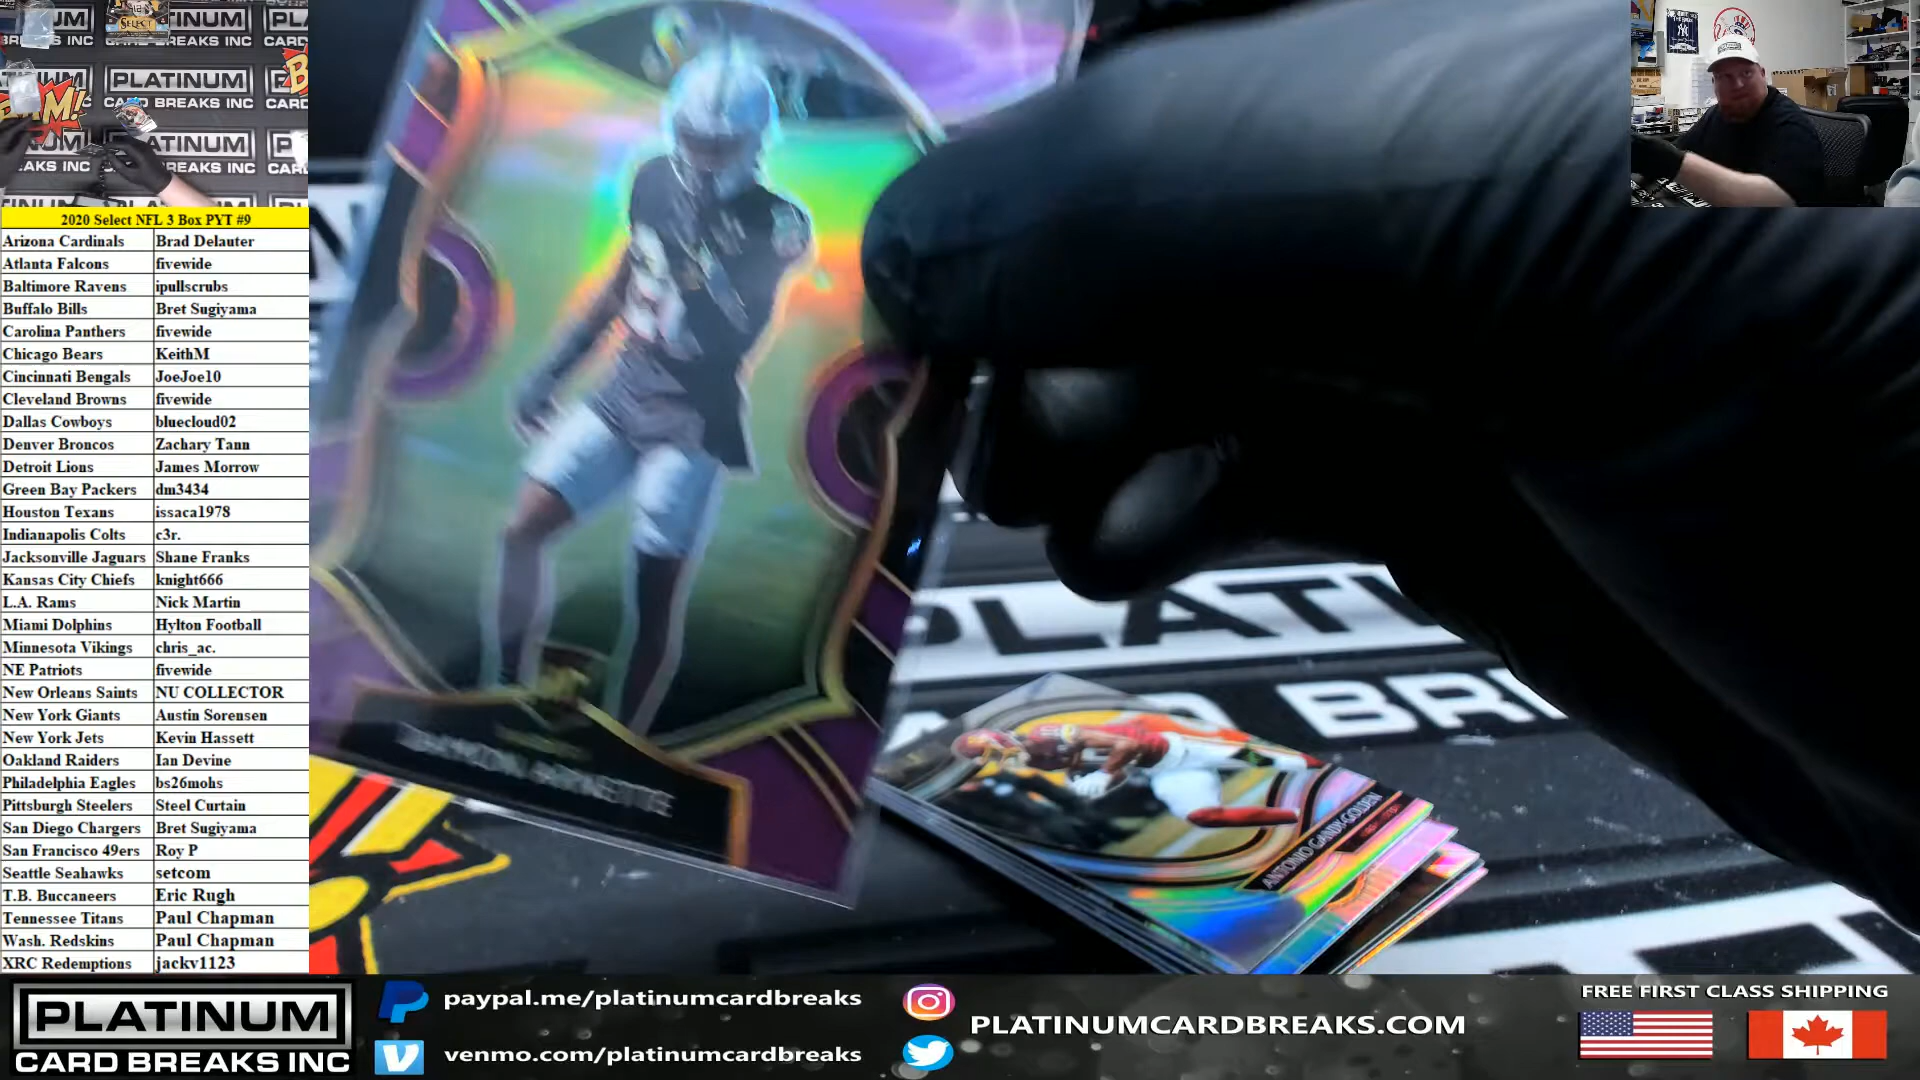 PLATINUM
CARD BREAKS INC
2020 Select NFL 3 Box PYT #9
Arizona Cardinals Brad Delauter
Atlanta Falcons fivewide
Baltimore Ravens ipullscrubs
Buffalo Bills Bret Sugiyama
Carolina Panthers fivewide
Chicago Bears KeithM
Cincinnati Bengals JoeJoe10
Cleveland Browns fivewide
Dallas Cowboys bluecloud02
Denver Broncos Zachary Tann
Detroit Lions James Morrow
Green Bay Packers dm3434
Houston Texans issaca1978
Indianapolis Colts c3r.
Jacksonville Jaguars Shane Franks
Kansas City Chiefs knight666
L.A. Rams Nick Martin
Miami Dolphins Hylton Football
Minnesota Vikings chris_ac.
NE Patriots fivewide
New Orleans Saints NU COLLECTOR
New York Giants Austin Sorensen
New York Jets Kevin Hassett
Oakland Raiders Ian Devine
Philadelphia Eagles bs26mohs
Pittsburgh Steelers Steel Curtain
San Diego Chargers Bret Sugiyama
San Francisco 49ers Roy P
Seattle Seahawks setcom
T.B. Buccaneers Eric Rugh
Tennessee Titans Paul Chapman
Wash. Redskins Paul Chapman
XRC Redemptions jackv1123
DAMON ARNETTE
ANTONIO GANDY-GOLDEN
PLATINUM
CARD BREAKS INC
paypal.me/platinumcardbreaks
venmo.com/platinumcardbreaks
PLATINUMCARDBREAKS.COM
FREE FIRST CLASS SHIPPING